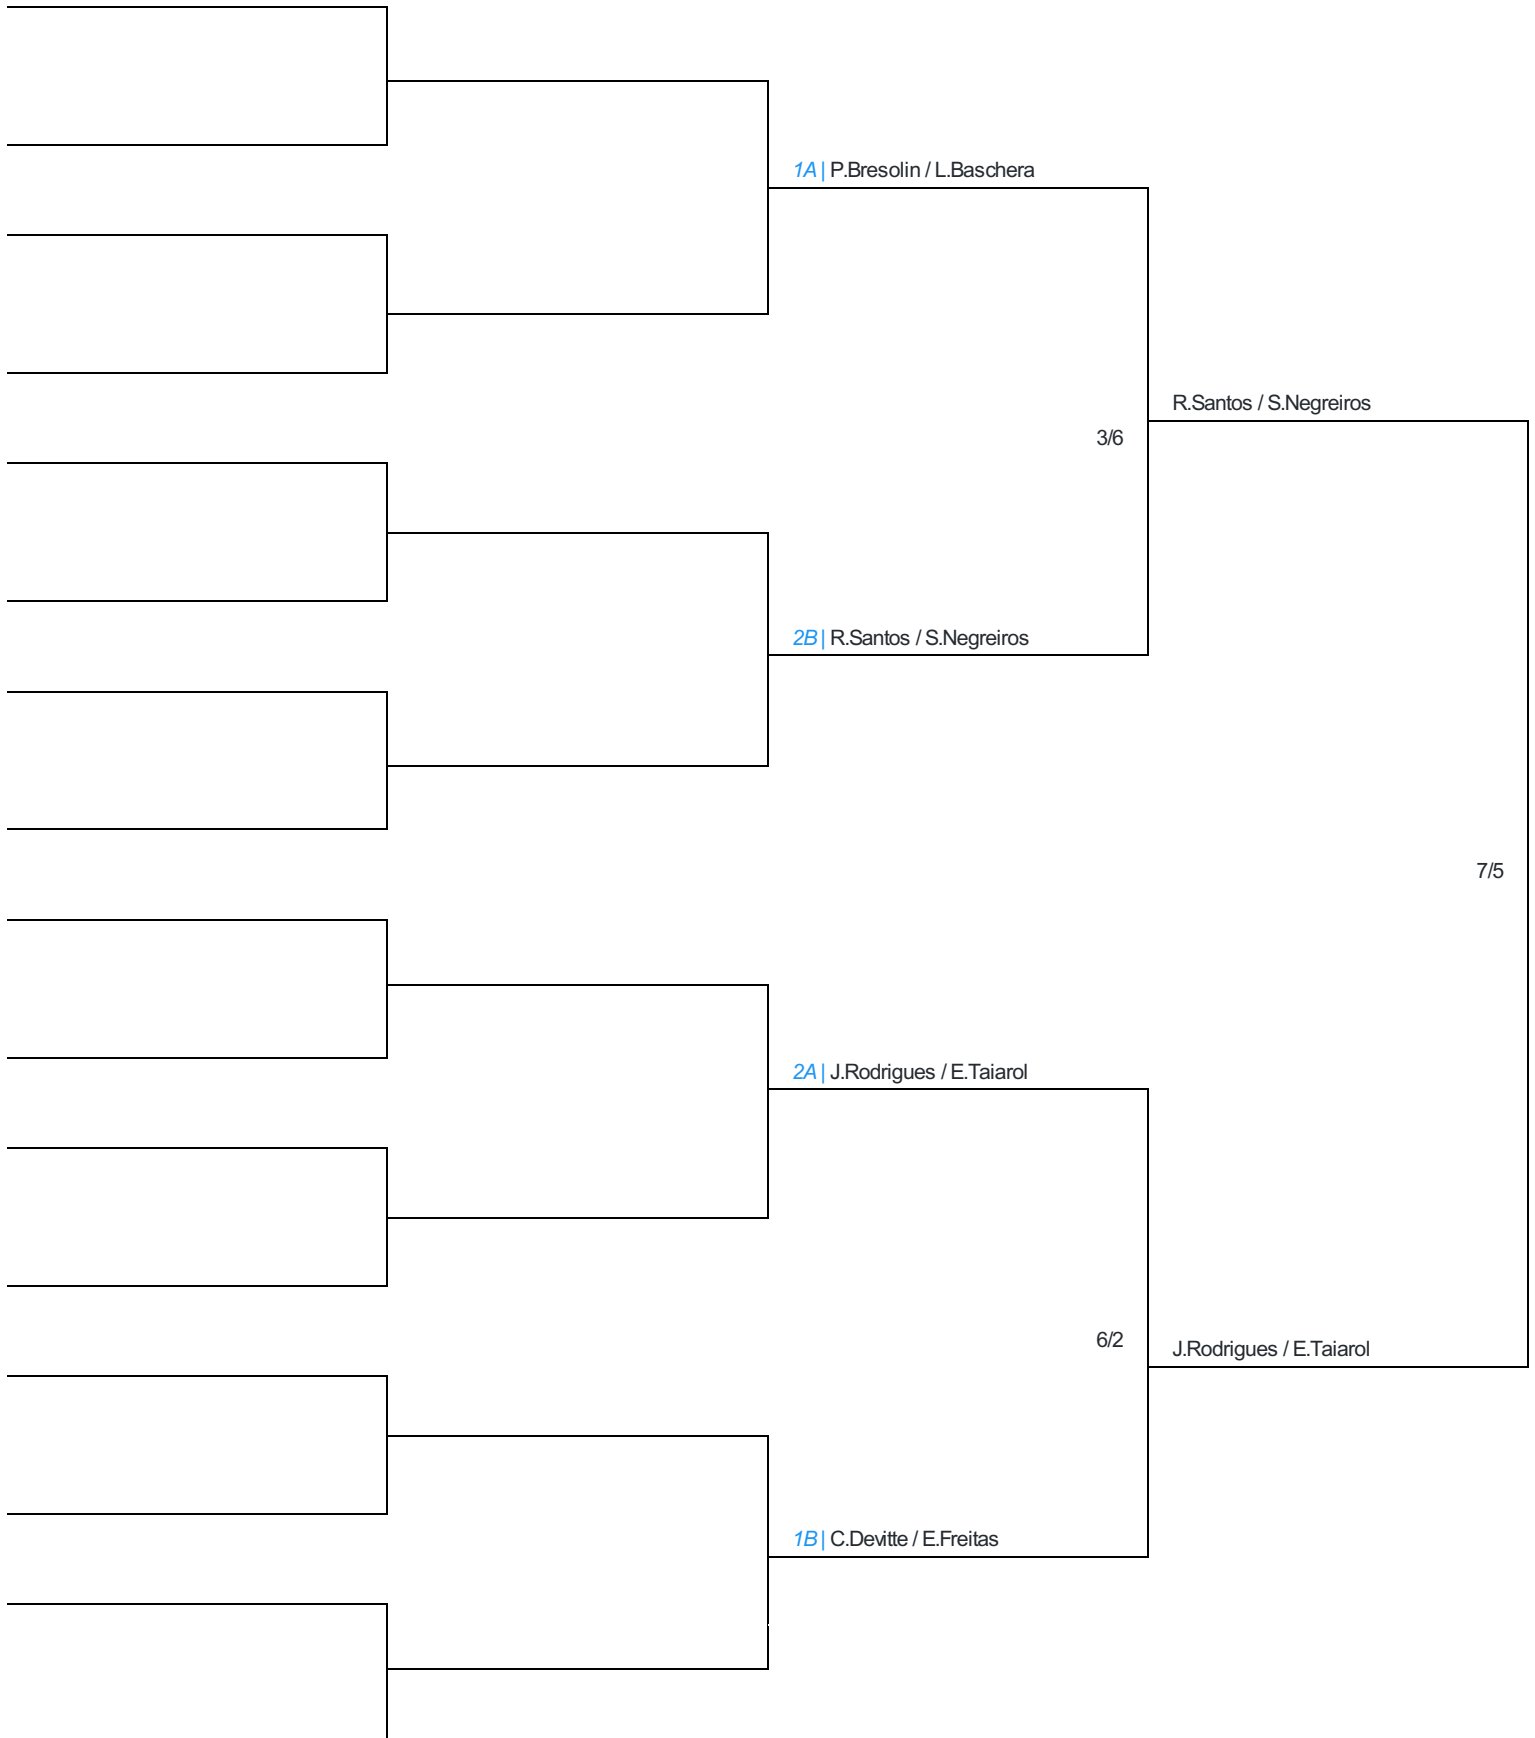 1A | P.Bresolin / L.Baschera
R.Santos / S.Negreiros
3/6
2B | R.Santos / S.Negreiros
7/5
2A | J.Rodrigues / E.Taiarol
6/2
J.Rodrigues / E.Taiarol
1B | C.Devitte / E.Freitas